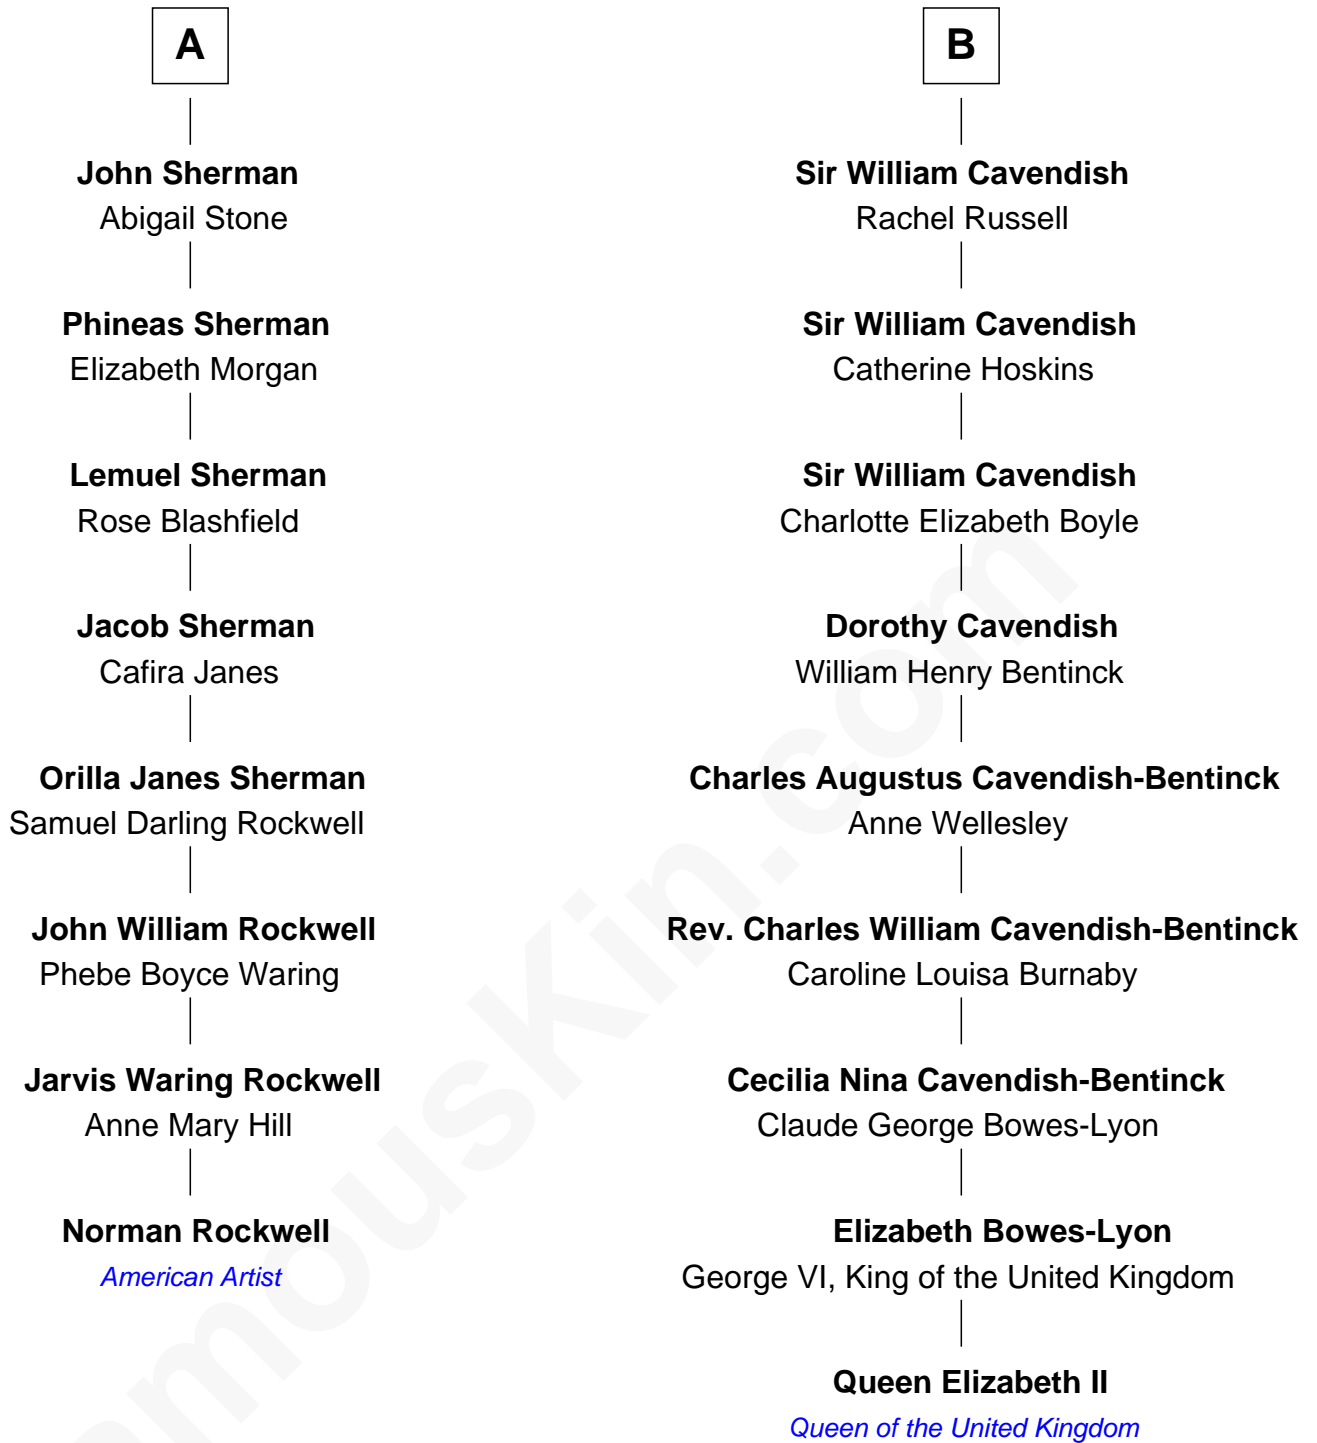 A
John Sherman
Abigail Stone
Phineas Sherman
Elizabeth Morgan
Lemuel Sherman
Rose Blashfield
Jacob Sherman
Cafira Janes
Orilla Janes Sherman
Samuel Darling Rockwell
John William Rockwell
Phebe Boyce Waring
Jarvis Waring Rockwell
Anne Mary Hill
Norman Rockwell
American Artist
B
Sir William Cavendish
Rachel Russell
Sir William Cavendish
Catherine Hoskins
Sir William Cavendish
Charlotte Elizabeth Boyle
Dorothy Cavendish
William Henry Bentinck
Charles Augustus Cavendish-Bentinck
Anne Wellesley
Rev. Charles William Cavendish-Bentinck
Caroline Louisa Burnaby
Cecilia Nina Cavendish-Bentinck
Claude George Bowes-Lyon
Elizabeth Bowes-Lyon
George VI, King of the United Kingdom
Queen Elizabeth II
Queen of the United Kingdom
amousKin.com